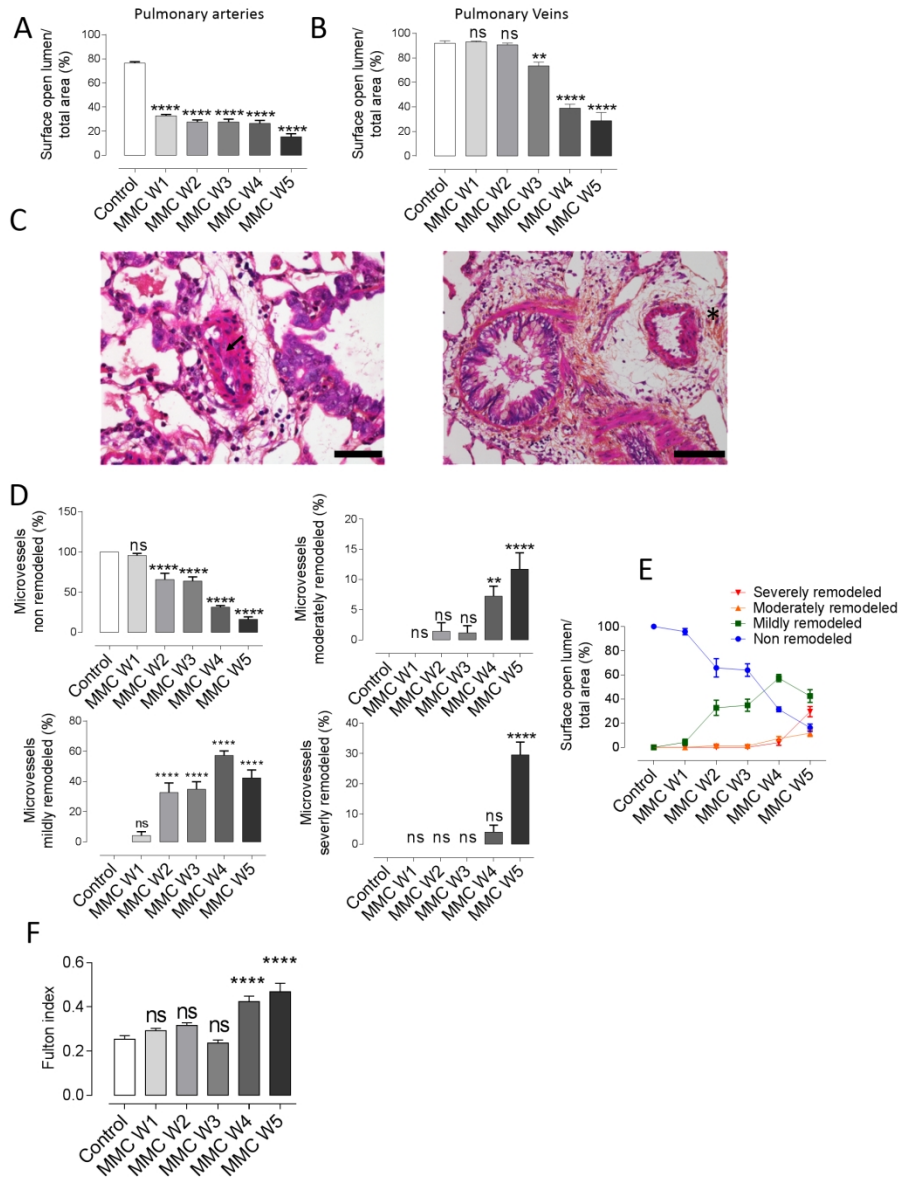 A
Pulmonary arteries
Surface open lumen/
total area (%)
100
80
60
40
20
0
****
****
****
****
****
Control
MMC W1
MMC W2
MMC W3
MMC W4
MMC W5
B
Pulmonary Veins
Surface open lumen/
total area (%)
100
80
60
40
20
0
ns
ns
**
****
****
Control
MMC W1
MMC W2
MMC W3
MMC W4
MMC W5
C
*
D
Microvessels
non remodeled (%)
150
100
50
0
ns
****
****
****
****
Control
MMC W1
MMC W2
MMC W3
MMC W4
MMC W5
Microvessels
moderately remodeled (%)
20
15
10
5
0
ns
ns
ns
**
****
Control
MMC W1
MMC W2
MMC W3
MMC W4
MMC W5
Microvessels
mildly remodeled (%)
80
60
40
20
0
ns
****
****
****
****
Control
MMC W1
MMC W2
MMC W3
MMC W4
MMC W5
Microvessels
severly remodeled (%)
40
30
20
10
0
ns
ns
ns
ns
****
Control
MMC W1
MMC W2
MMC W3
MMC W4
MMC W5
E
Severely remodeled
Moderately remodeled
Mildly remodeled
Non remodeled
Surface open lumen/
total area (%)
100
80
60
40
20
0
Control
MMC W1
MMC W2
MMC W3
MMC W4
MMC W5
F
Fulton index
0.6
0.4
0.2
0.0
ns
ns
ns
****
****
Control
MMC W1
MMC W2
MMC W3
MMC W4
MMC W5